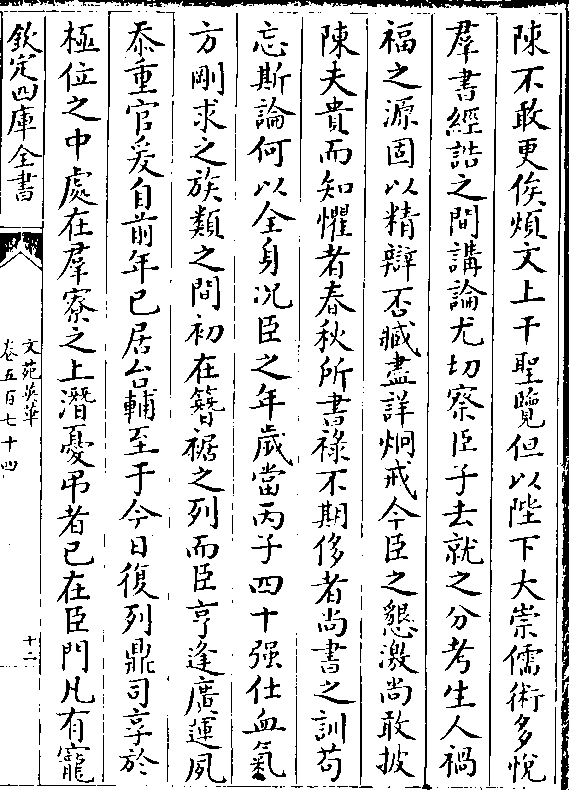 陳不敢更俟煩文上干聖覽但以陛下大崇儒術多悅
羣書經誥之間講論尤切察臣子去就之分考生人禍
福之源固以精辯否臧盡詳炯戒今臣之懇激尚敢披
陳夫貴而知懼者春秋所書祿不期侈者尚書之訓茍
忘斯論何以全身况臣之年歲當丙子四十强仕血氣
方剛求之族類之間初在簪裾之列而臣亨逢廣運夙
忝重官爰自前年已居台輔至于今日復列鼎司享於
極位之中處在羣寮之上潛憂弔者已在臣門凡有寵
欽定四庫全書
文苑英華
卷五百七十四
十二